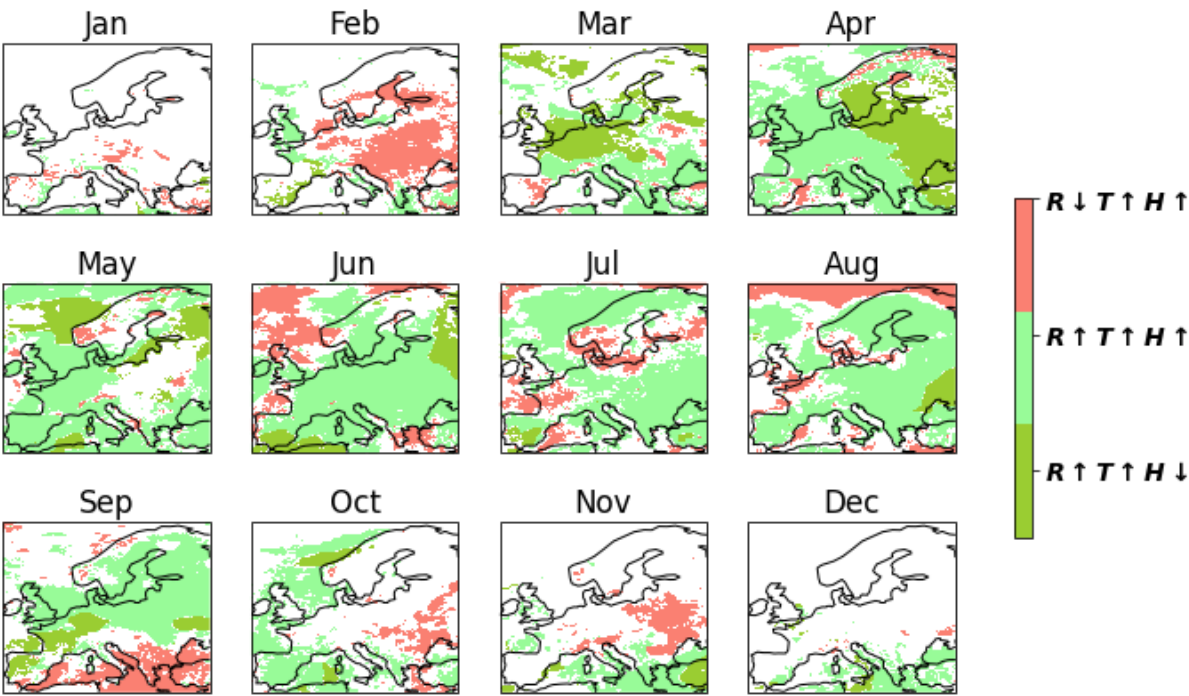 Jan Feb Mar Apr
R ↓ T ↑ H ↑
May Jun Jul Aug
R ↑ T ↑ H ↑
R ↑ T ↑ H ↓
Sep Oct Nov Dec